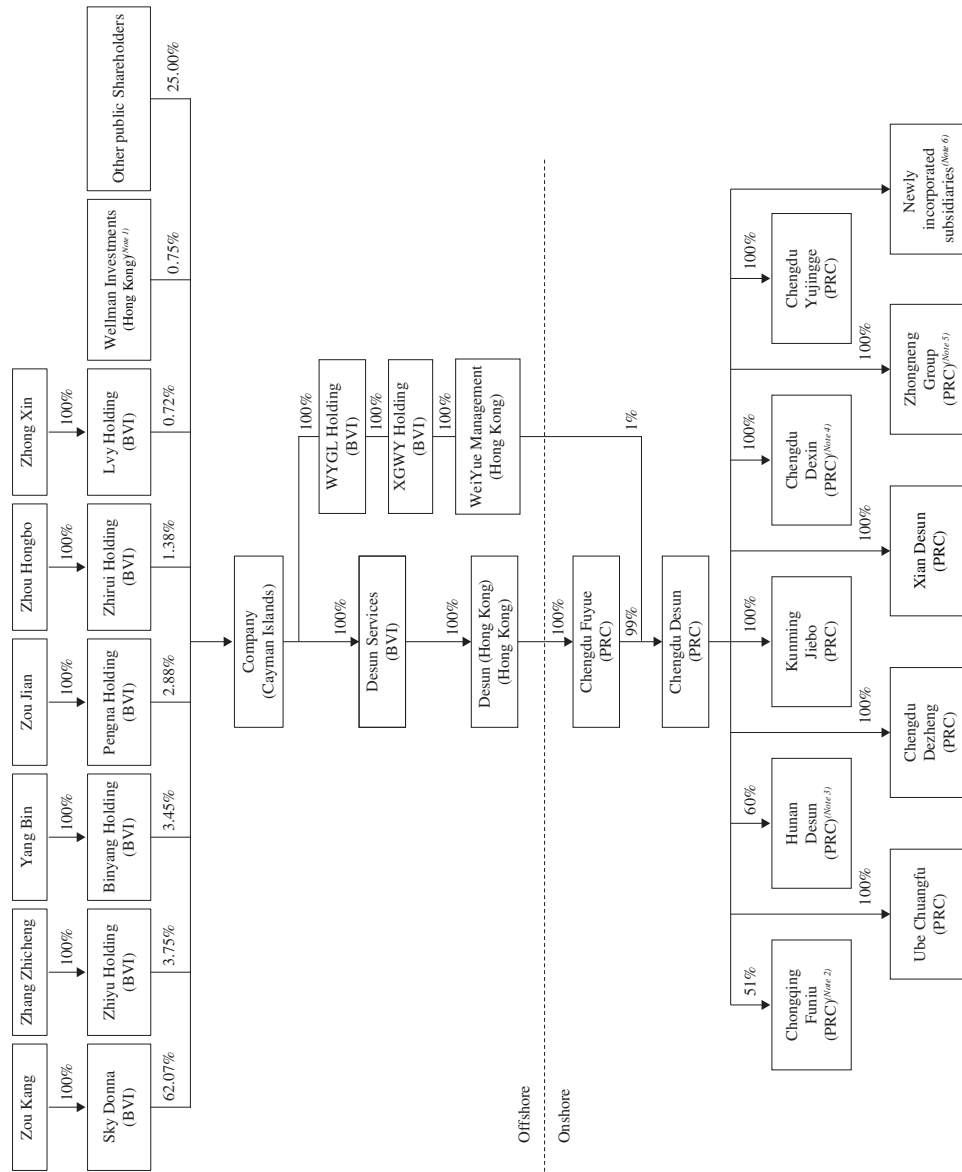 Zou Kang
Zhang Zhicheng
Yang Bin
Zou Jian
Zhou Hongbo
Zhong Xin
100%
100%
100%
100%
100%
100%
Sky Donna
(BVI)
Zhiyu Holding
(BVI)
Binyang Holding
(BVI)
Pengna Holding
(BVI)
Zhirui Holding
(BVI)
Lvy Holding
(BVI)
Wellman Investments
(Hong Kong)(Note 1)
Other public Shareholders
62.07%
3.75%
3.45%
2.88%
1.38%
0.72%
0.75%
25.00%
Company
(Cayman Islands)
100%
100%
Desun Services
(BVI)
WYGL Holding
(BVI)
100%
XGWY Holding
(BVI)
100%
100%
Desun (Hong Kong)
(Hong Kong)
WeiYue Management
(Hong Kong)
Offshore
Onshore
100%
Chengdu Fuyue
(PRC)
99%
1%
Chengdu Desun
(PRC)
51%
60%
100%
100%
100%
Chongqing
Funiu
(PRC)(Note 2)
Hunan
Desun
(PRC)(Note 3)
Kunming
Jiebo
(PRC)
Chengdu
Dexin
(PRC)(Note 4)
Chengdu
Yujingge
(PRC)
100%
100%
100%
100%
Ube Chuangfu
(PRC)
Chengdu
Dezheng
(PRC)
Xian Desun
(PRC)
Zhongneng
Group
(PRC)(Note 5)
Newly
incorporated
subsidiaries(Note 6)